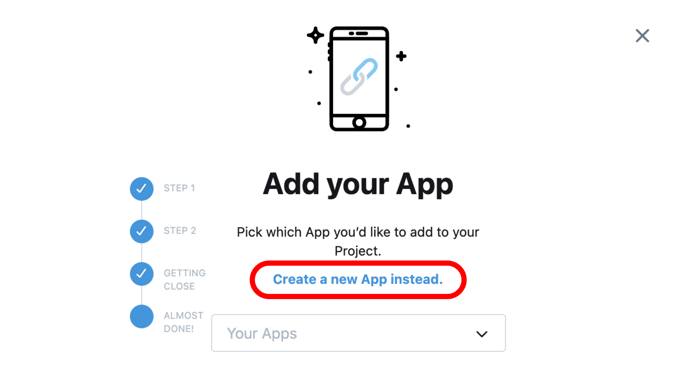 Add your App
STEP 1
STEP 2
GETTING
CLOSE
ALMOST
DONE!
Pick which App you'd like to add to your
Project.
Create a new App instead.
Your Apps